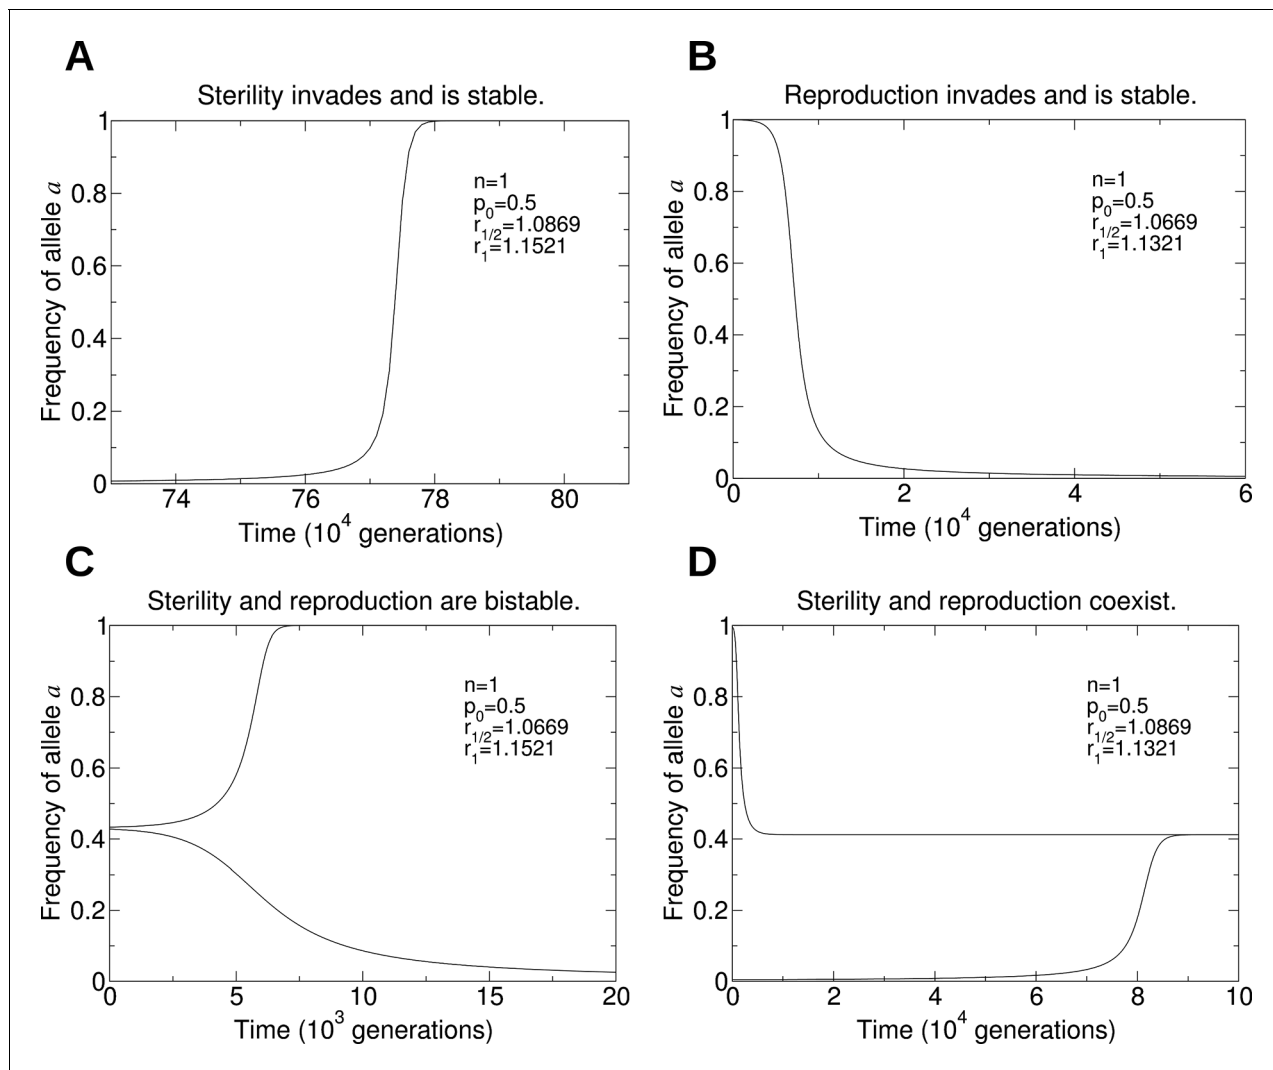 A
Sterility invades and is stable.
Frequency of allele a
1
0.8
0.6
0.4
0.2
0
n=1
p0=0.5
r1/2=1.0869
r1=1.1521
74 76 78 80
Time (10^4 generations)
B
Reproduction invades and is stable.
Frequency of allele a
1
0.8
0.6
0.4
0.2
0
n=1
p0=0.5
r1/2=1.0669
r1=1.1321
0 2 4 6
Time (10^4 generations)
C
Sterility and reproduction are bistable.
Frequency of allele a
1
0.8
0.6
0.4
0.2
0
n=1
p0=0.5
r1/2=1.0669
r1=1.1521
0 5 10 15 20
Time (10^3 generations)
D
Sterility and reproduction coexist.
Frequency of allele a
1
0.8
0.6
0.4
0.2
0
n=1
p0=0.5
r1/2=1.0869
r1=1.1321
0 2 4 6 8 10
Time (10^4 generations)